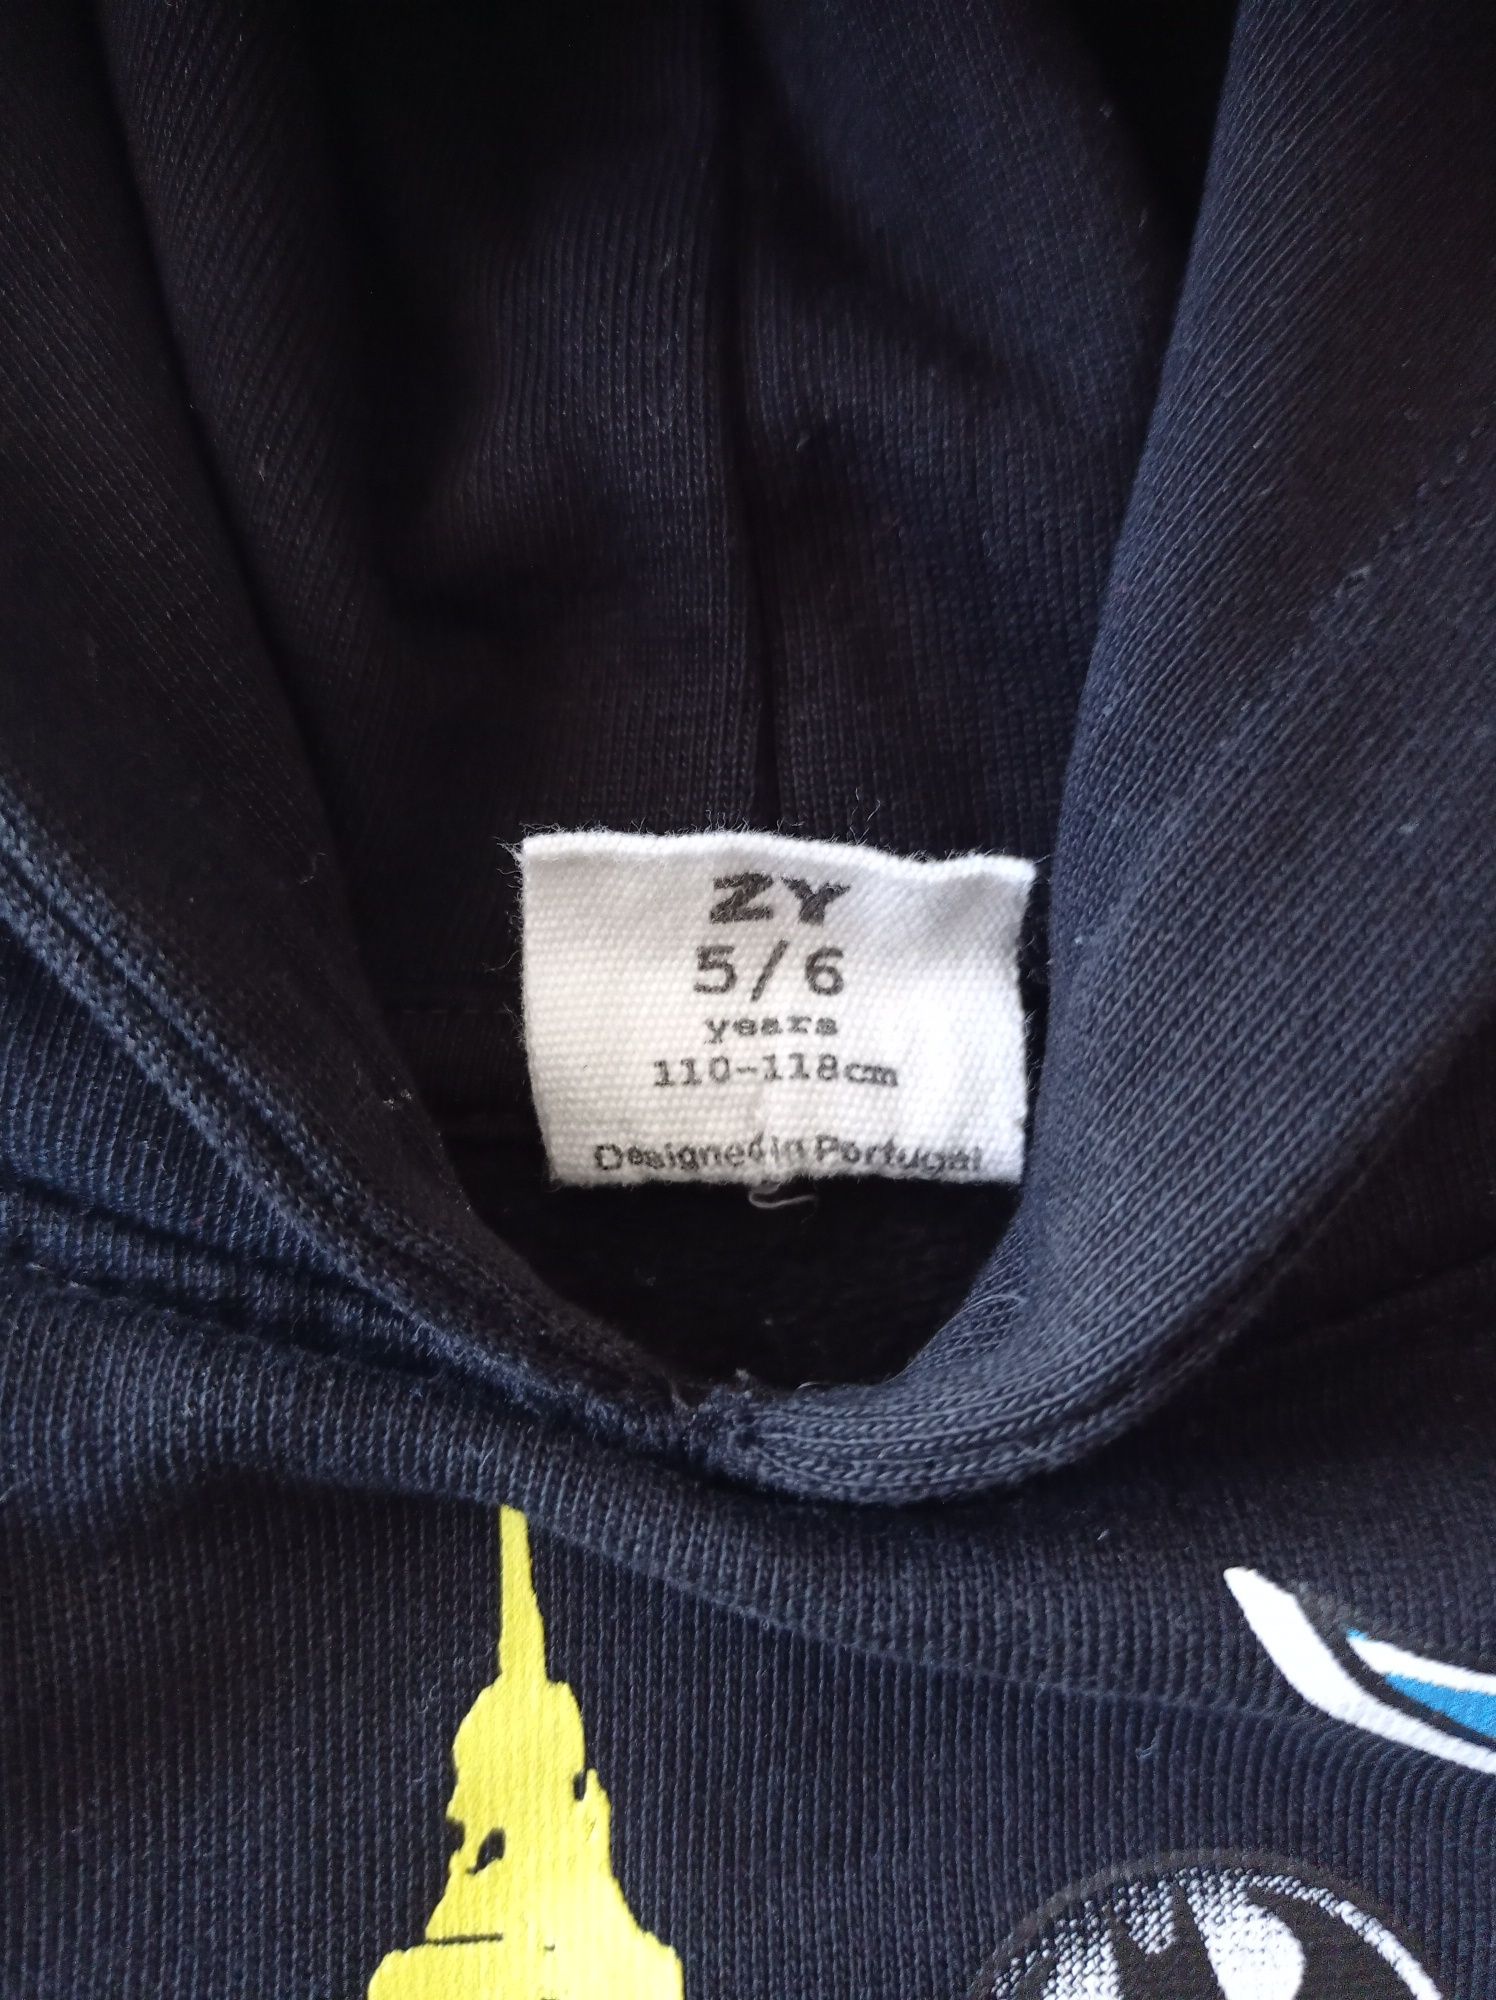 ZY
5/6
years
110-118cm
Designed in Portugal